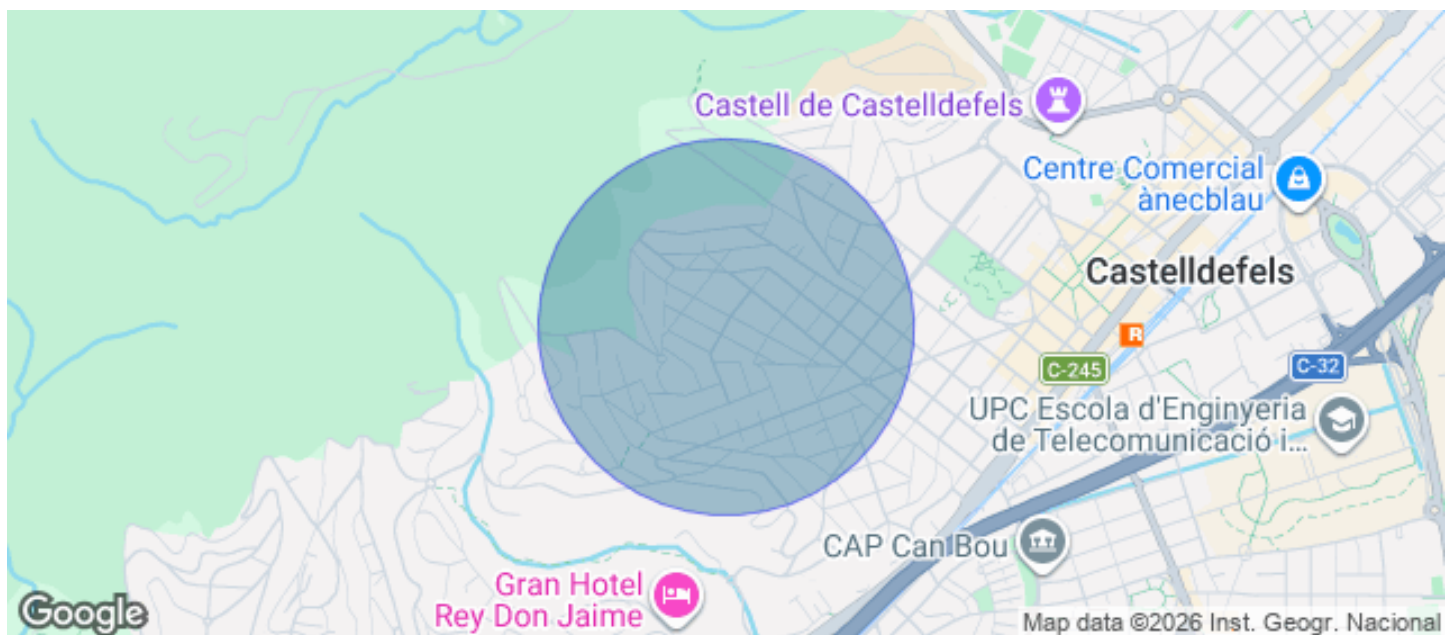 Castell de Castelldefels
Centre Comercial
ànecblau
Castelldefels
R
C-245
C-32
UPC Escola d'Enginyeria
de Telecomunicació i...
CAP Can Bou
Gran Hotel
Rey Don Jaime
Google
Map data ©2026 Inst. Geogr. Nacional